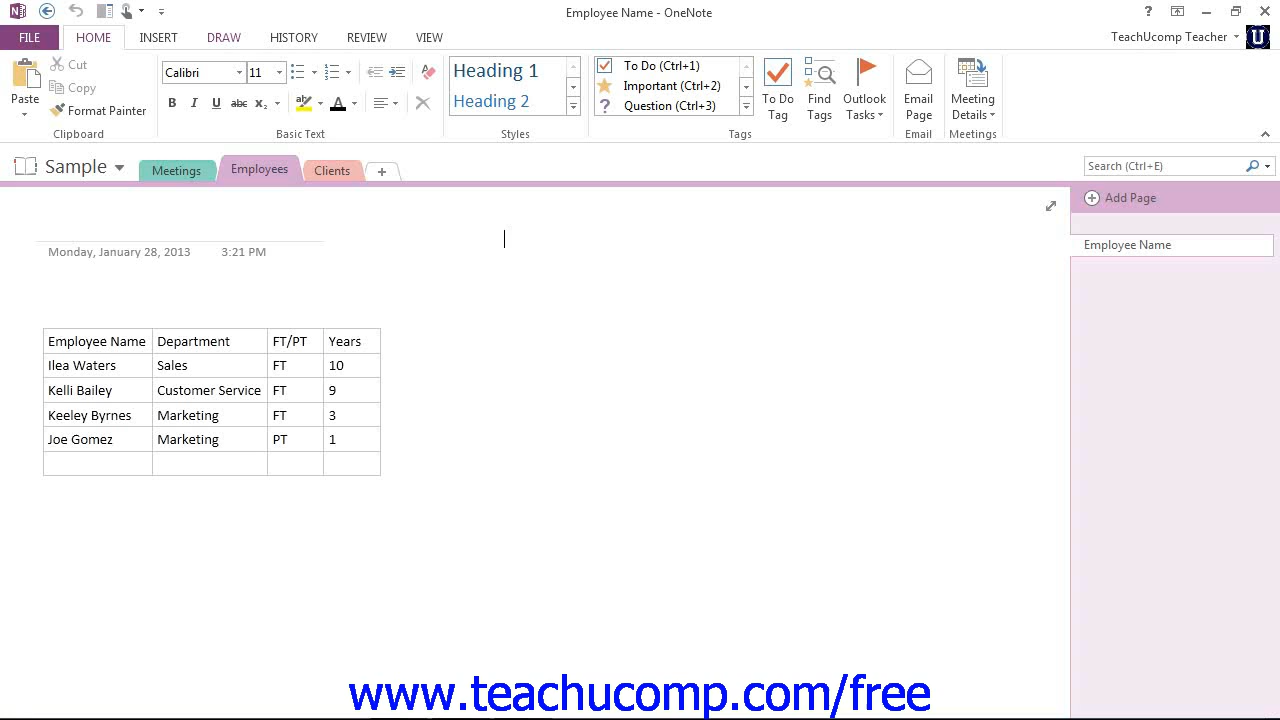 Employee Name - OneNote
?
FILE HOME INSERT DRAW HISTORY REVIEW VIEW
TeachUcomp Teacher
U
Paste
Cut
Copy
Format Painter
Clipboard
Calibri 11
B I U abc x₂ ab A
Basic Text
Heading 1
Heading 2
Styles
To Do (Ctrl+1)
Important (Ctrl+2)
? Question (Ctrl+3)
To Do Tag
Find Tags
Tags
Outlook Tasks
Email Page
Email
Meeting Details
Meetings
Sample
Meetings Employees Clients +
Search (Ctrl+E)
Add Page
Employee Name
Monday, January 28, 2013 3:21 PM
Employee Name Department FT/PT Years
Ilea Waters Sales FT 10
Kelli Bailey Customer Service FT 9
Keeley Byrnes Marketing FT 3
Joe Gomez Marketing PT 1
www.teachucomp.com/free